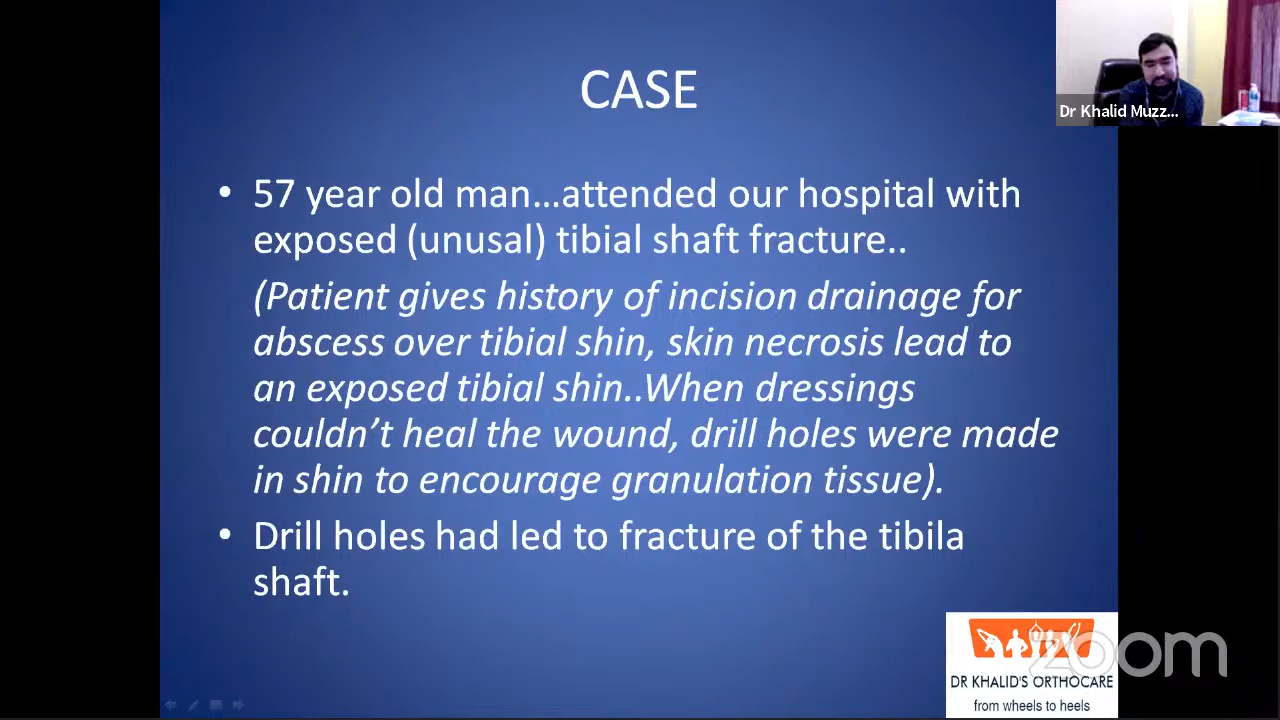 CASE
Dr Khalid Muzz...
• 57 year old man...attended our hospital with
exposed (unusal) tibial shaft fracture..
(Patient gives history of incision drainage for
abscess over tibial shin, skin necrosis lead to
an exposed tibial shin..When dressings
couldn’t heal the wound, drill holes were made
in shin to encourage granulation tissue).
• Drill holes had led to fracture of the tibila
shaft.
zoom
DR KHALID'S ORTHOCARE
from wheels to heels